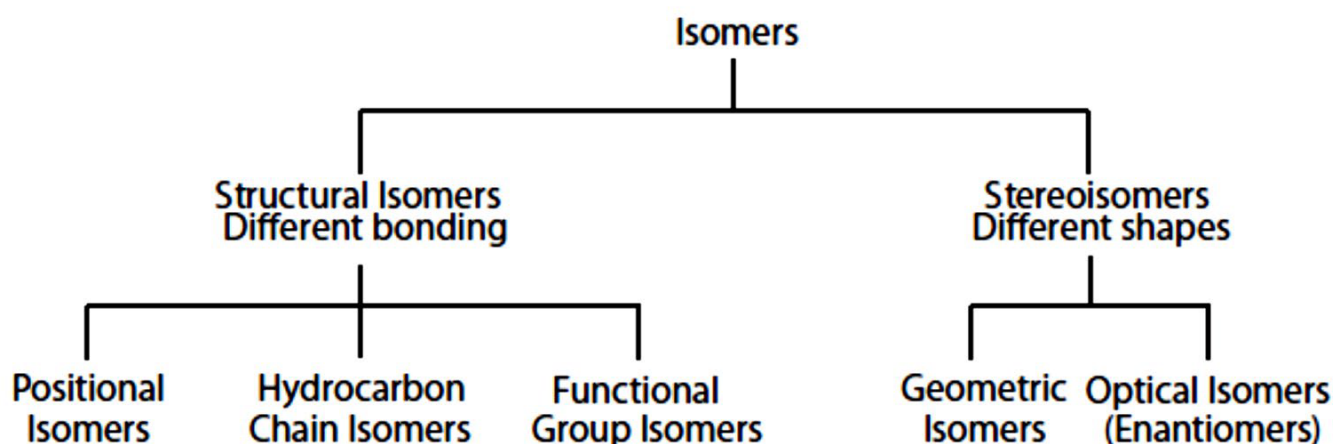 Isomers
Structural Isomers
Different bonding
Stereoisomers
Different shapes
Positional
Isomers
Hydrocarbon
Chain Isomers
Functional
Group Isomers
Geometric
Isomers
Optical Isomers
(Enantiomers)